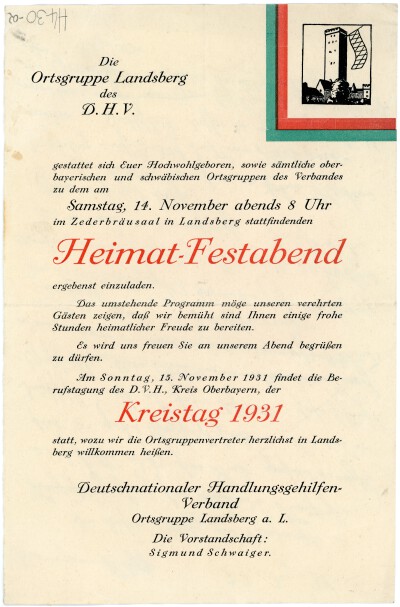 H430-02
Die
Ortsgruppe Landsberg
des
D. H. V.
gestattet sich Euer Hochwohlgeboren, sowie sämtliche ober-
bayerischen und schwäbischen Ortsgruppen des Verbandes
zu dem am
Samstag, 14. November abends 8 Uhr
im Zederbräusaal in Landsberg stattfindenden
Heimat-Festabend
ergebenst einzuladen.
Das umstehende Programm möge unseren verehrten
Gästen zeigen, daß wir bemüht sind Ihnen einige frohe
Stunden heimatlicher Freude zu bereiten.
Es wird uns freuen Sie an unserem Abend begrüßen
zu dürfen.
Am Sonntag, 15. November 1931 findet die Be-
rufstagung des D.V.H., Kreis Oberbayern, der
Kreistag 1931
statt, wozu wir die Ortsgruppenvertreter herzlichst in Lands-
berg willkommen heißen.
Deutschnationaler Handlungsgehilfen-
Verband
Ortsgruppe Landsberg a. L.
Die Vorstandschaft:
Sigmund Schwaiger.